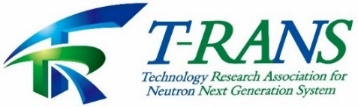 T-RANS
Technology Research Association for
Neutron Next Generation System